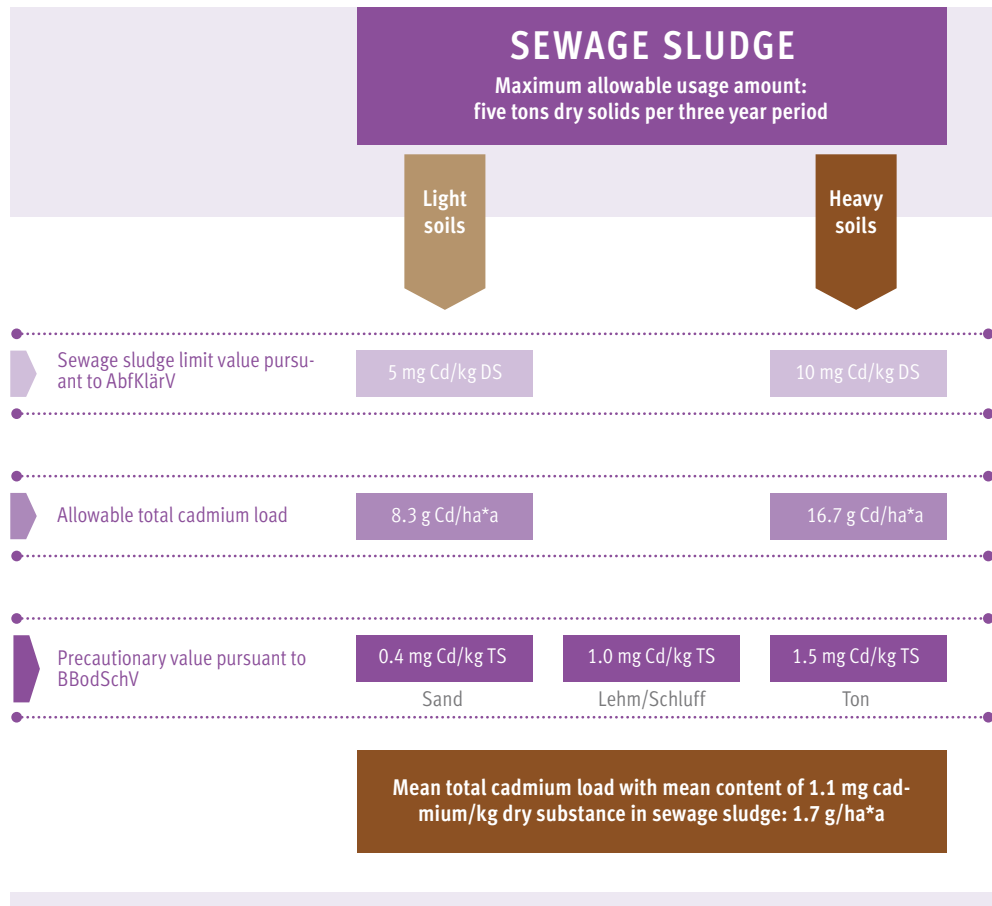 SEWAGE SLUDGE
Maximum allowable usage amount:
five tons dry solids per three year period
Light
soils
Heavy
soils
Sewage sludge limit value pursu-
ant to AbfKlärV
5 mg Cd/kg DS
10 mg Cd/kg DS
Allowable total cadmium load
8.3 g Cd/ha*a
16.7 g Cd/ha*a
Precautionary value pursuant to
BBodSchV
0.4 mg Cd/kg TS
1.0 mg Cd/kg TS
1.5 mg Cd/kg TS
Sand
Lehm/Schluff
Ton
Mean total cadmium load with mean content of 1.1 mg cad-
mium/kg dry substance in sewage sludge: 1.7 g/ha*a